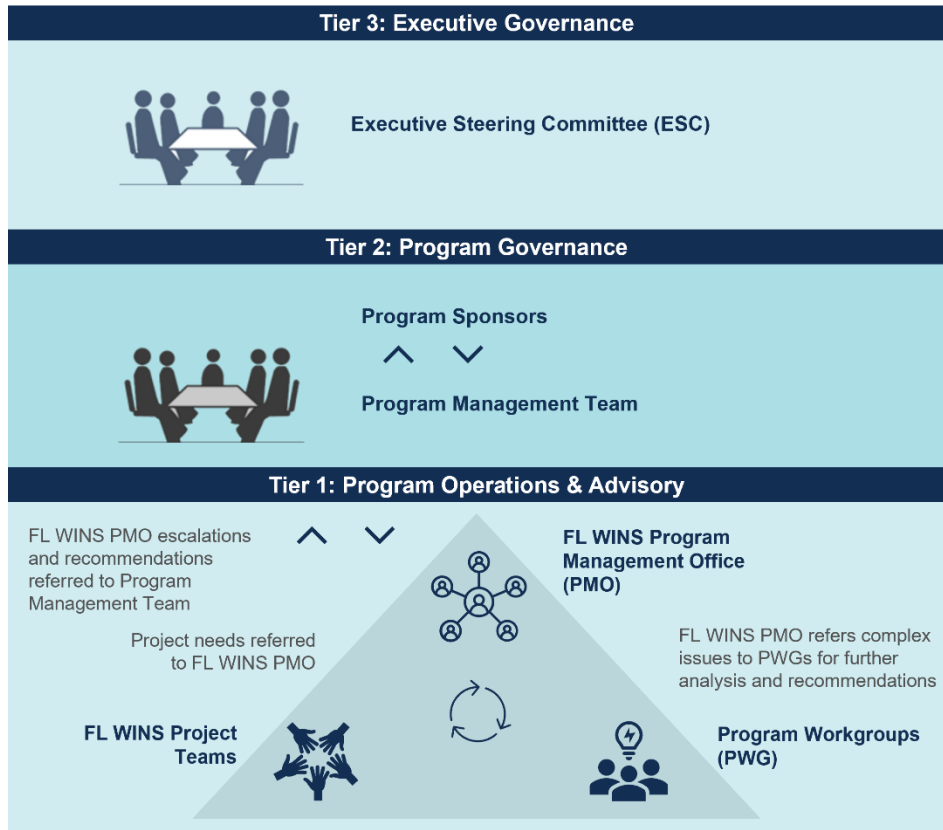 Tier 3: Executive Governance
Executive Steering Committee (ESC)
Tier 2: Program Governance
Program Sponsors
Program Management Team
Tier 1: Program Operations & Advisory
FL WINS PMO escalations
and recommendations
referred to Program
Management Team
FL WINS Program
Management Office
(PMO)
Project needs referred
to FL WINS PMO
FL WINS PMO refers complex
issues to PWGs for further
analysis and recommendations
FL WINS Project
Teams
Program Workgroups
(PWG)